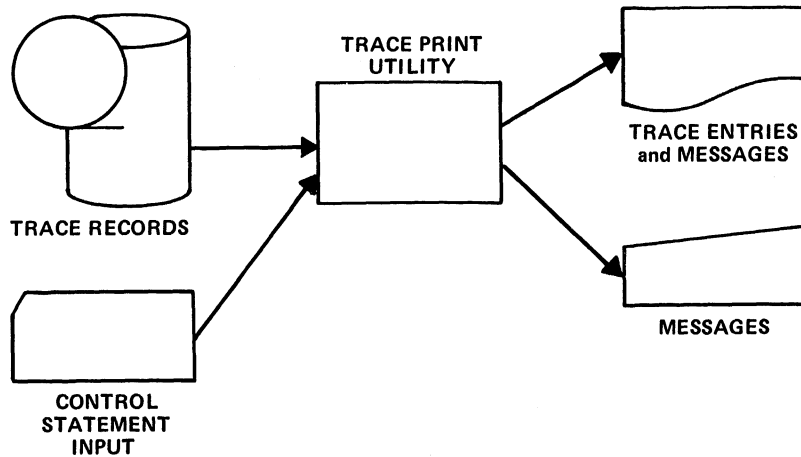 TRACE PRINT
UTILITY
TRACE ENTRIES
and MESSAGES
TRACE RECORDS
MESSAGES
CONTROL
STATEMENT
INPUT